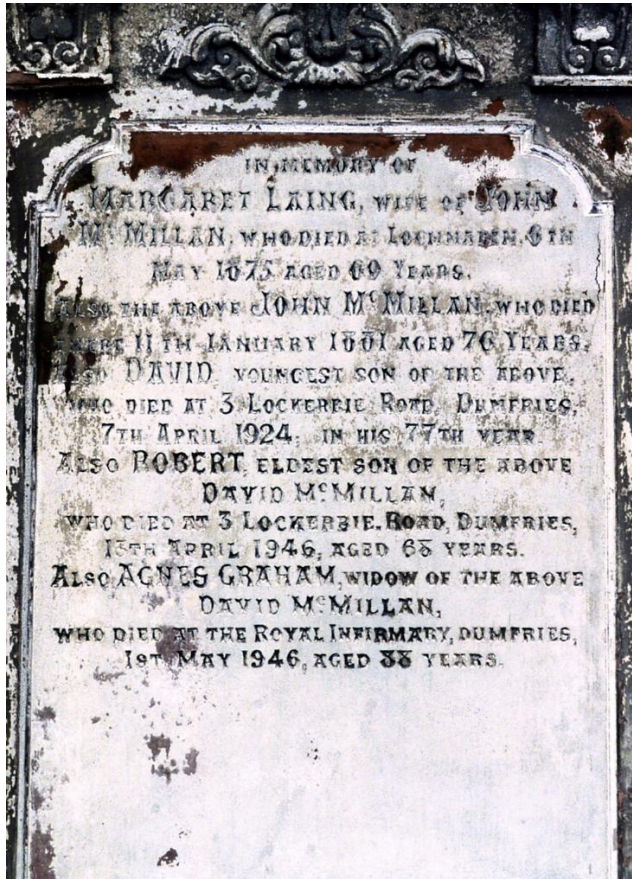 IN MEMORY OF
MARGARET LAING, WIFE OF JOHN
McMILLAN, WHO DIED AT LOCHMABEN, 6TH
MAY 1875 AGED 69 YEARS.
ALSO THE ABOVE JOHN McMILLAN, WHO DIED
THERE 11TH JANUARY 1881 AGED 76 YEARS.
ALSO DAVID YOUNGEST SON OF THE ABOVE,
WHO DIED AT 3 LOCKERBIE ROAD, DUMFRIES,
7TH APRIL 1924, IN HIS 77TH YEAR.
ALSO ROBERT, ELDEST SON OF THE ABOVE
DAVID McMILLAN,
WHO DIED AT 3 LOCKERBIE ROAD, DUMFRIES,
APRIL 1946, AGED 68 YEARS.
ALSO AGNES GRAHAM, WIDOW OF THE ABOVE
DAVID McMILLAN,
WHO DIED AT THE ROYAL INFIRMARY, DUMFRIES,
1ST MAY 1946, AGED 88 YEARS.